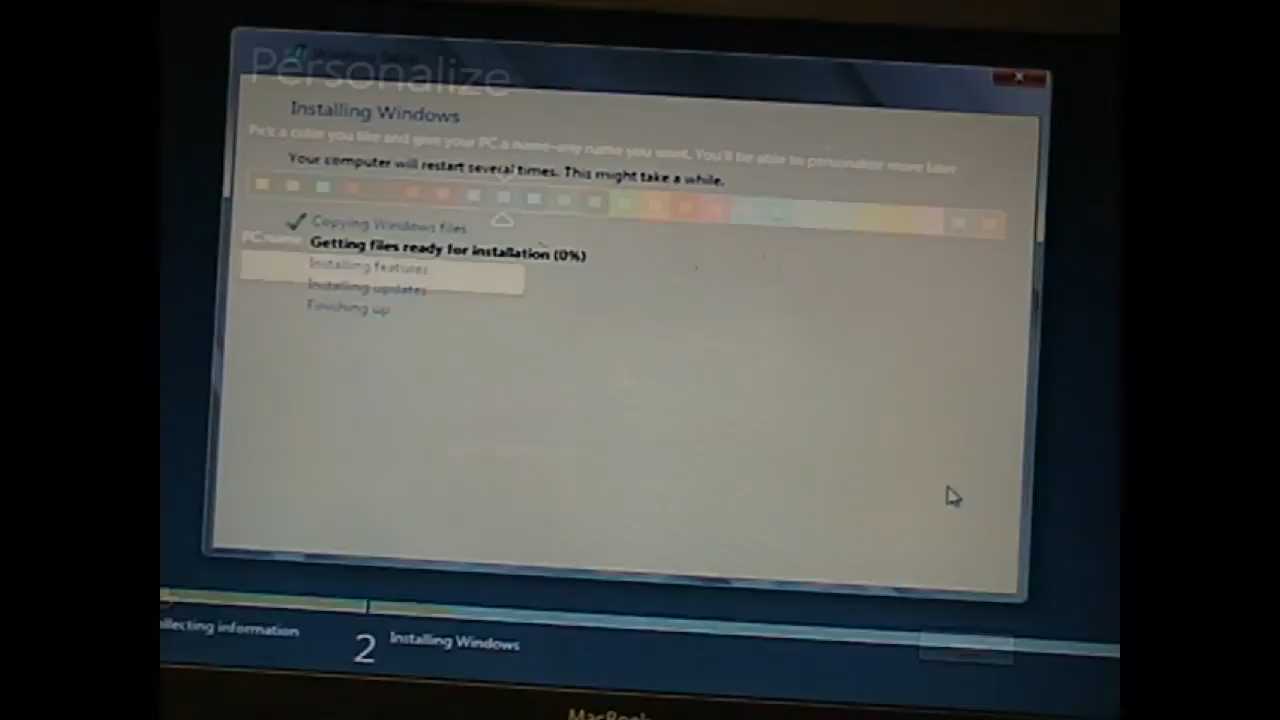 Personalize
Installing Windows
Pick a color you like and give your PC a name-any name you want. You'll be able to personalize more later
Your computer will restart several times. This might take a while.
Copying Windows files
PC name
Getting files ready for installation (0%)
Installing features
Installing updates
Finishing up
llecting information
2 Installing Windows
MacBook